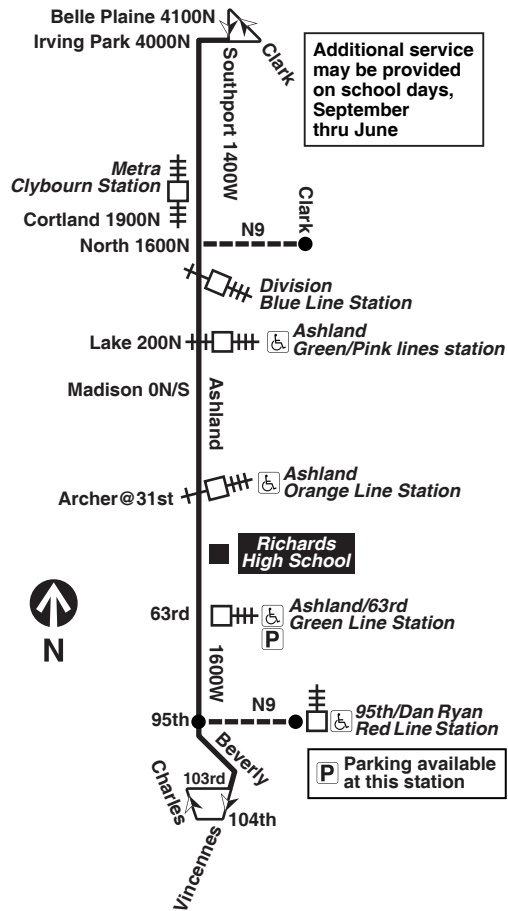 Belle Plaine 4100N
Irving Park 4000N
Clark
Southport 1400W
Additional service
may be provided
on school days,
September
thru June
Metra
Clybourn Station
Cortland 1900N
Clark
North 1600N
N9
Division
Blue Line Station
Lake 200N
Ashland
Green/Pink lines station
Madison 0N/S
Ashland
Ashland
Orange Line Station
Archer@31st
Richards
High School
N
63rd
Ashland/63rd
Green Line Station
P
1600W
95th
N9
95th/Dan Ryan
Red Line Station
Beverly
P Parking available
at this station
103rd
Charles
104th
Vincennes